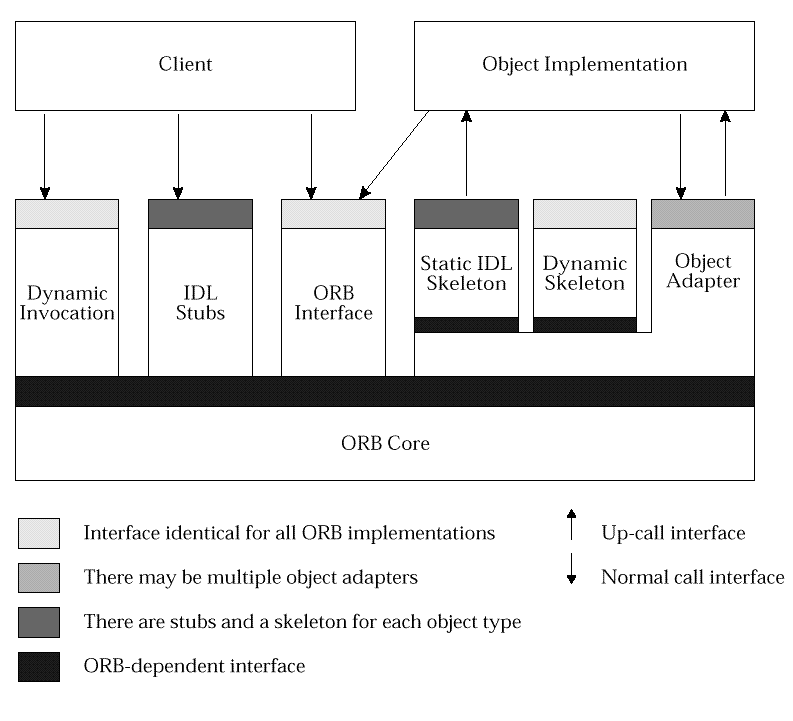 Client
Object Implementation
Dynamic
Invocation
IDL
Stubs
ORB
Interface
Static IDL
Skeleton
Dynamic
Skeleton
Object
Adapter
ORB Core
Interface identical for all ORB implementations
There may be multiple object adapters
There are stubs and a skeleton for each object type
ORB-dependent interface
Up-call interface
Normal call interface